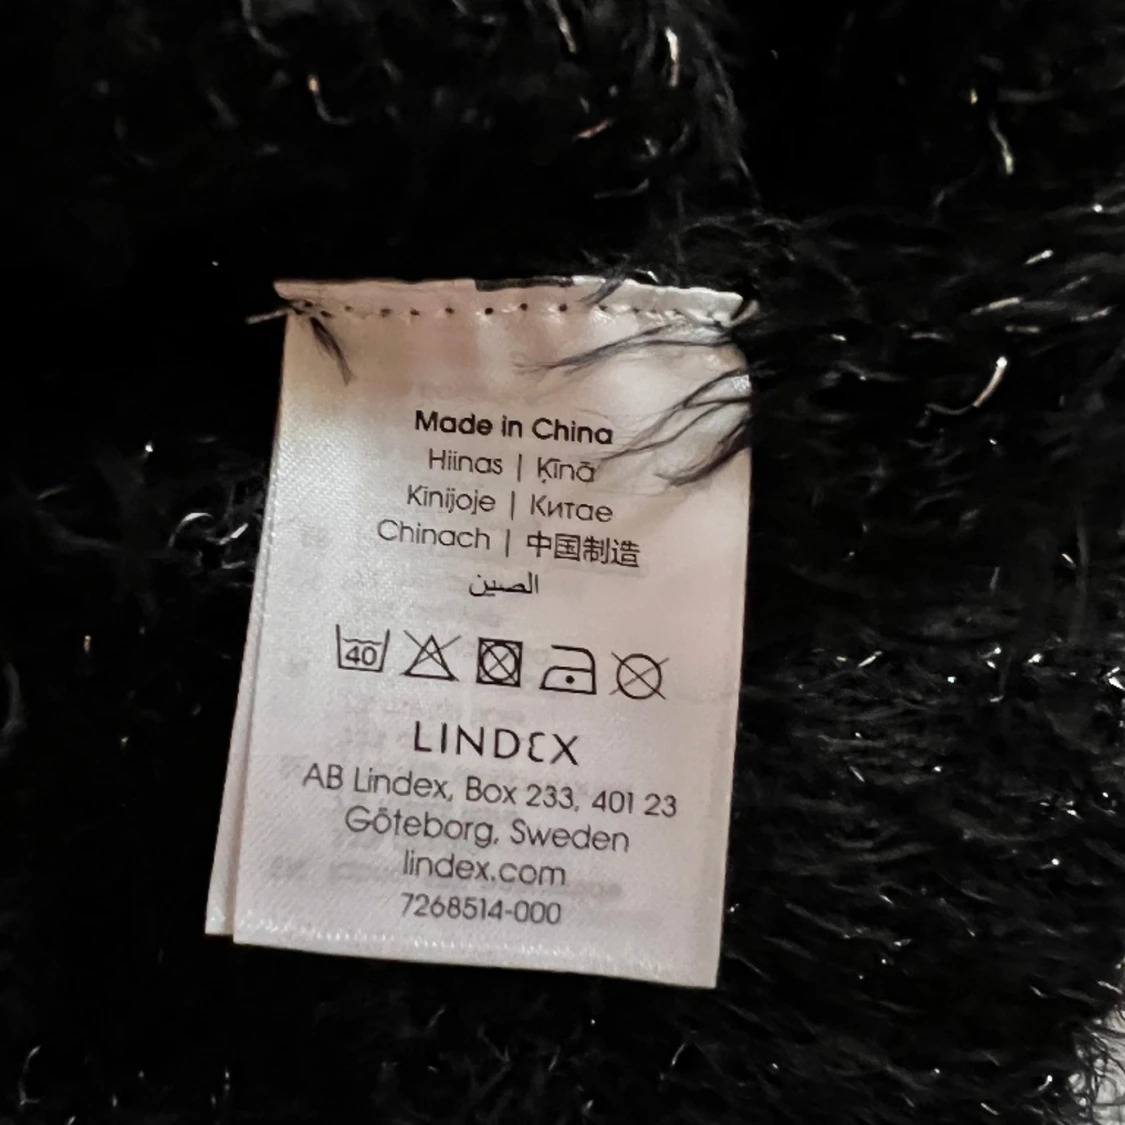 Made in China
Hiinas | Ķīnā
Kinijoje | Китае
Chinach | 中国制造
الصين
40
LINDEX
AB Lindex, Box 233, 401 23
Göteborg, Sweden
lindex.com
7268514-000